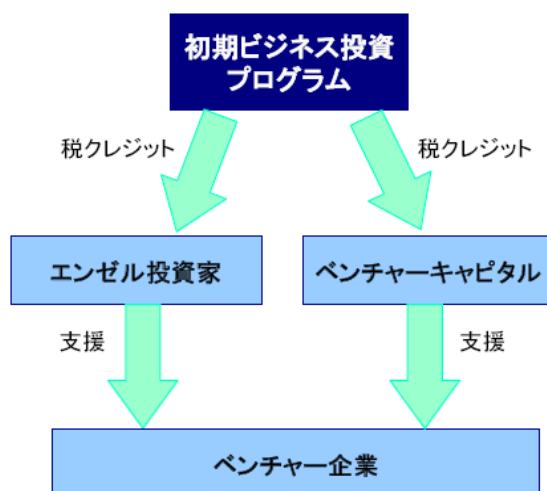 初期ビジネス投資
プログラム
税クレジット
税クレジット
エンゼル投資家
ベンチャーキャピタル
支援
支援
ベンチャー企業